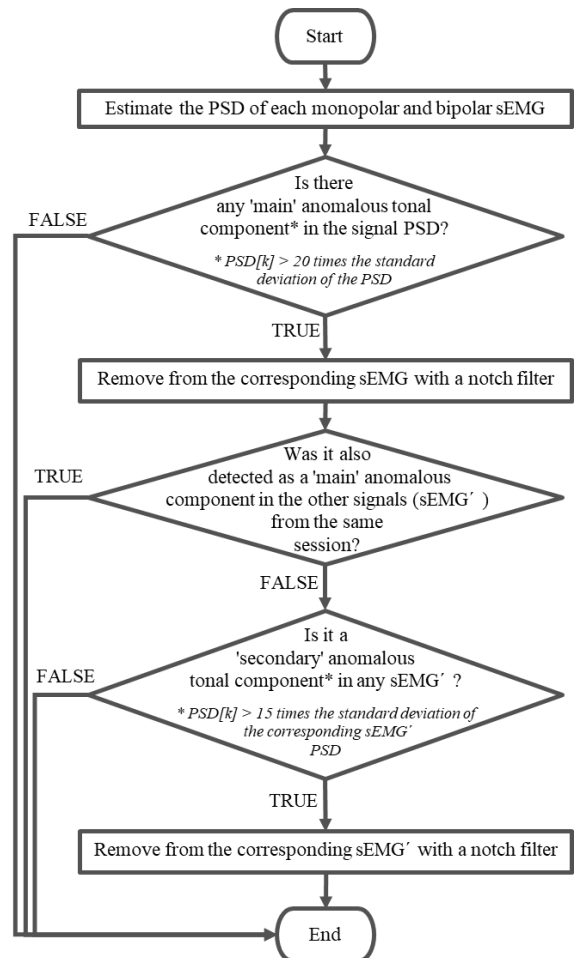 Start
Estimate the PSD of each monopolar and bipolar sEMG
Is there
any 'main' anomalous tonal
component* in the signal PSD?
* PSD[k] > 20 times the standard
deviation of the PSD
FALSE
TRUE
Remove from the corresponding sEMG with a notch filter
Was it also
detected as a 'main' anomalous
component in the other signals (sEMG´ )
from the same
session?
TRUE
FALSE
Is it a
'secondary' anomalous
tonal component* in any sEMG´ ?
* PSD[k] > 15 times the standard deviation of
the corresponding sEMG´
PSD
FALSE
TRUE
Remove from the corresponding sEMG´ with a notch filter
End